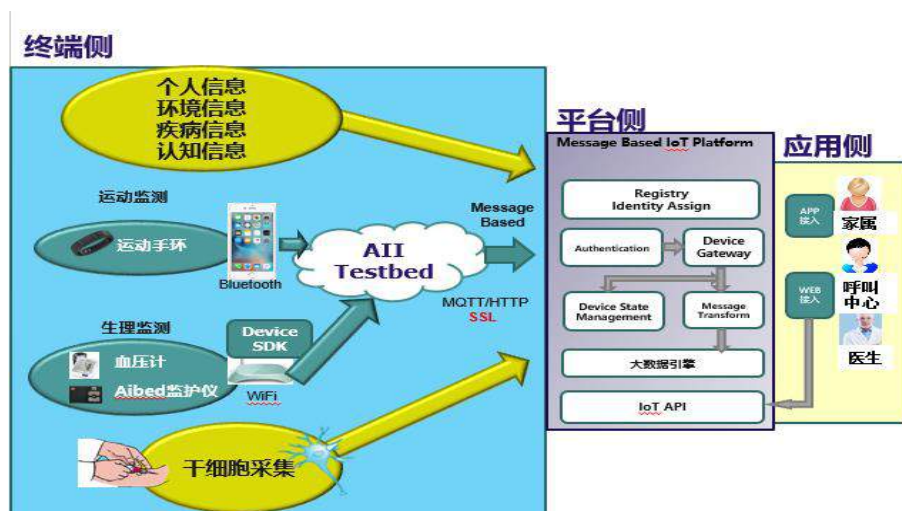 终端侧
个人信息
环境信息
疾病信息
认知信息
运动监测
运动手环
Bluetooth
生理监测
血压计
Aibed监护仪
Device
SDK
WiFi
干细胞采集
AII
Testbed
Message
Based
MQTT/HTTP
SSL
平台侧
Message Based IoT Platform
Registry
Identity Assign
Authentication
Device
Gateway
Device State
Management
Message
Transform
大数据引擎
IoT API
应用侧
APP
接入
家属
WEB
接入
呼叫
中心
医生